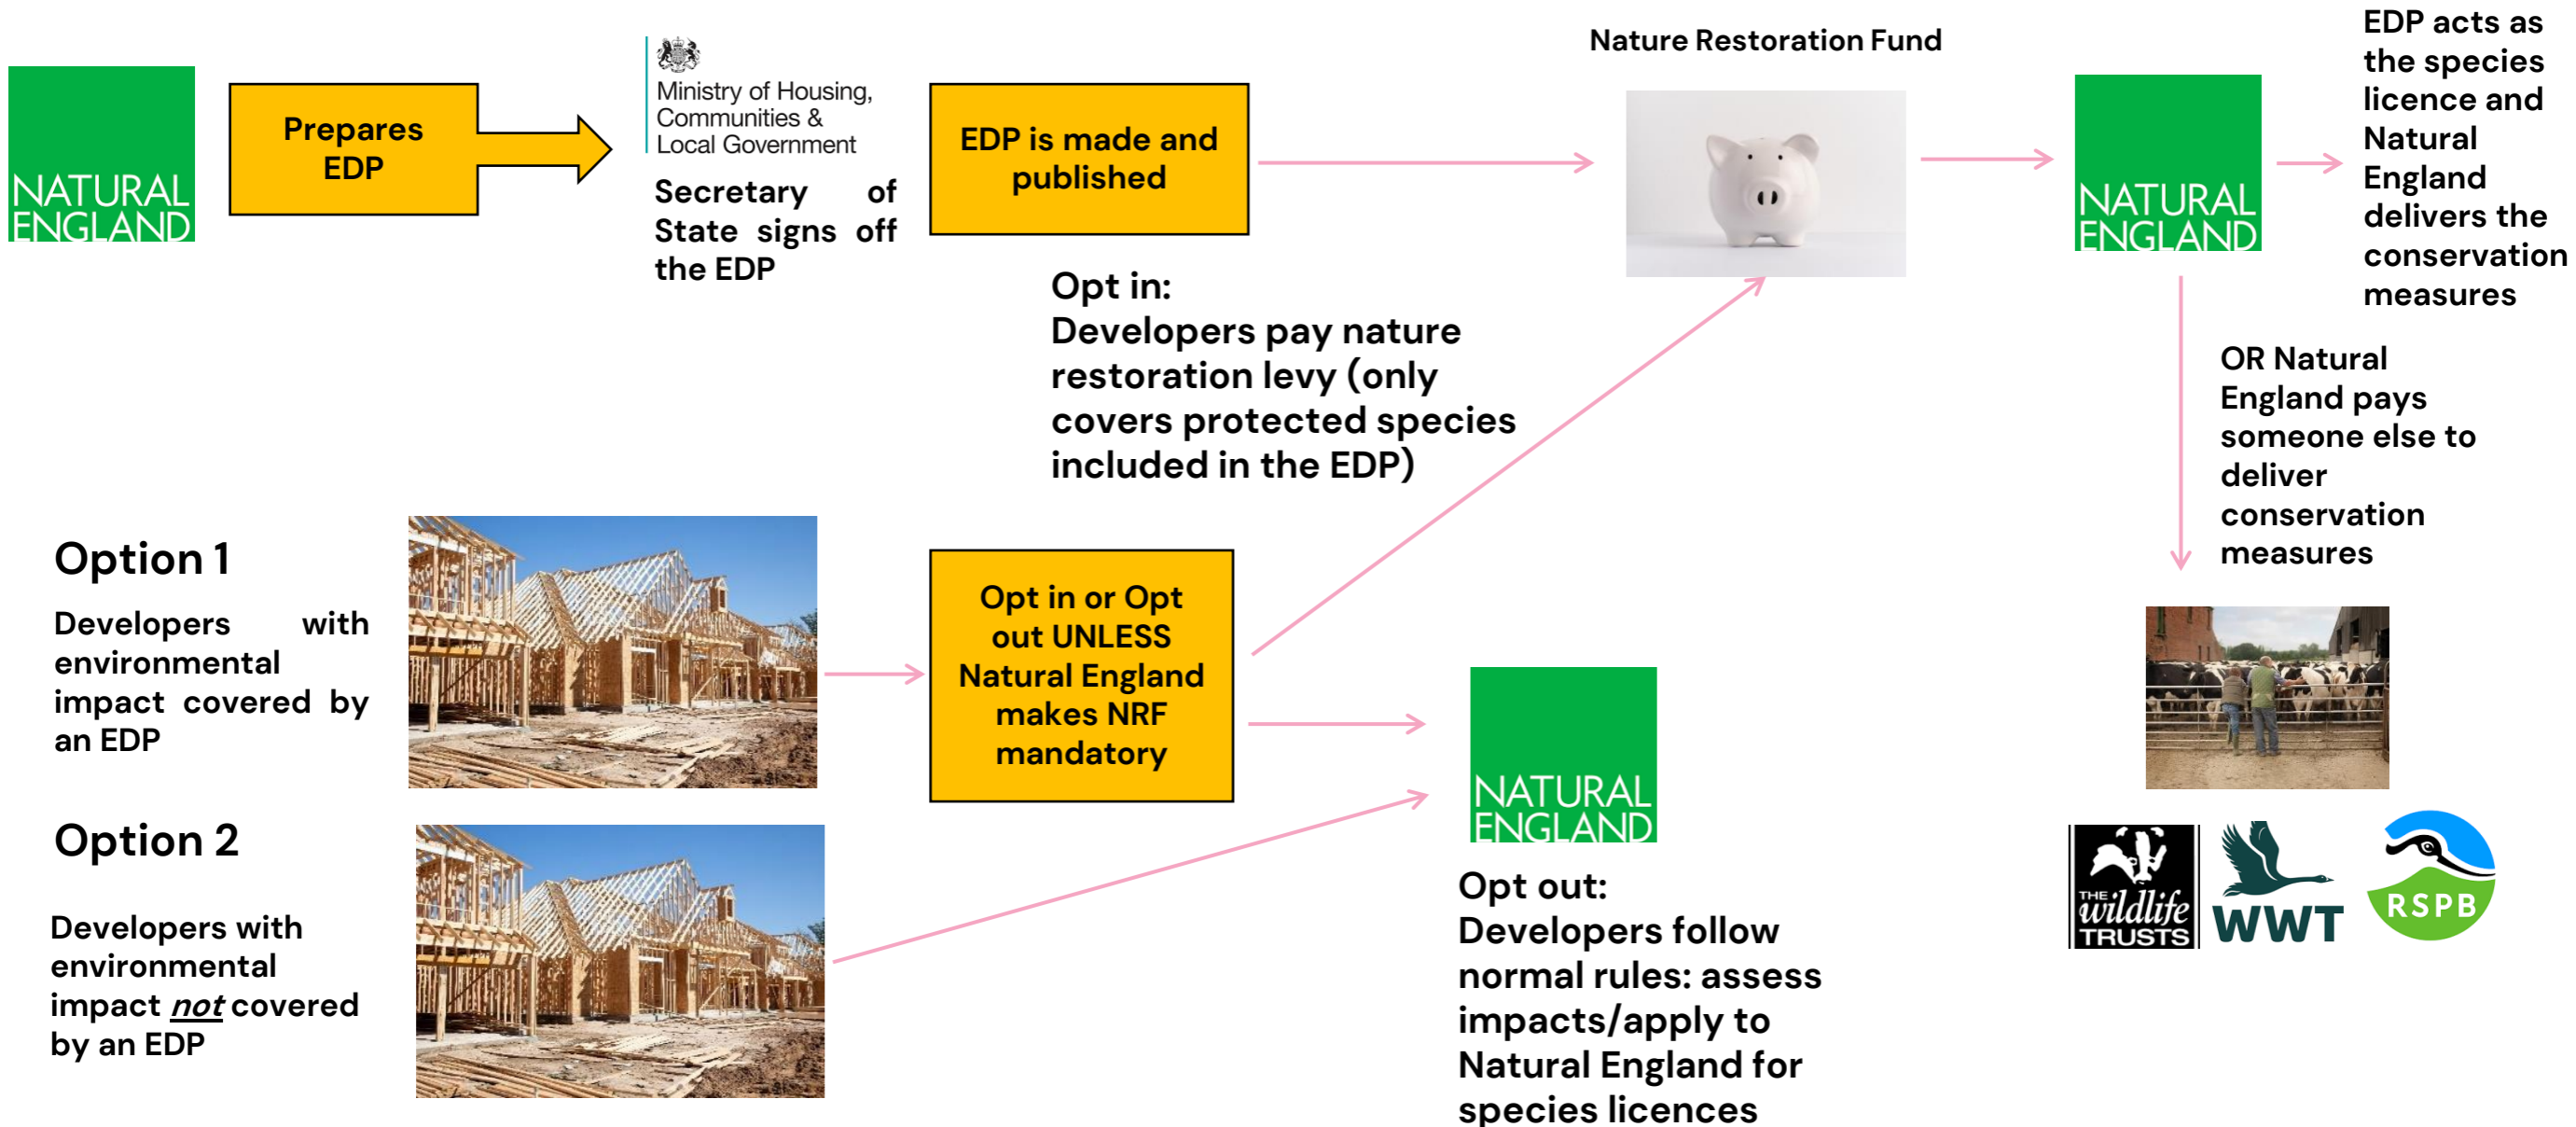 NATURAL
ENGLAND
Prepares
EDP
Ministry of Housing,
Communities &
Local Government
Secretary of
State signs off
the EDP
EDP is made and
published
Nature Restoration Fund
NATURAL
ENGLAND
EDP acts as
the species
licence and
Natural
England
delivers the
conservation
measures
Opt in:
Developers pay nature
restoration levy (only
covers protected species
included in the EDP)
OR Natural
England pays
someone else to
deliver
conservation
measures
Option 1
Developers with
environmental
impact covered by
an EDP
Opt in or Opt
out UNLESS
Natural England
makes NRF
mandatory
NATURAL
ENGLAND
Option 2
Developers with
environmental
impact not covered
by an EDP
Opt out:
Developers follow
normal rules: assess
impacts/apply to
Natural England for
species licences
THE
wildlife
TRUSTS
WWT
RSPB